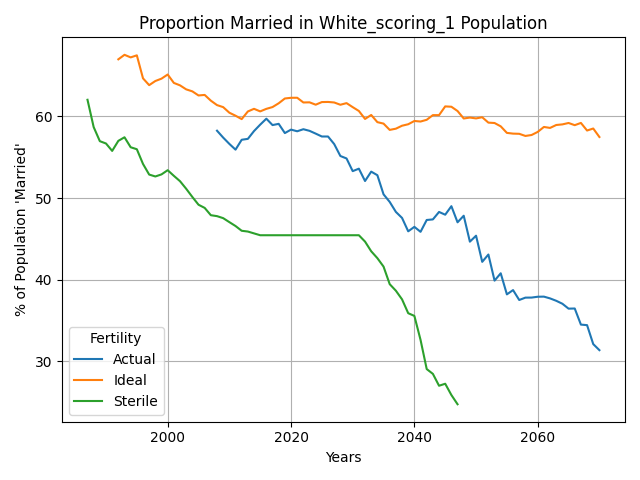 Proportion Married in White_scoring_1 Population
% of Population 'Married'
60
50
40
30
Fertility
Actual
Ideal
Sterile
2000
2020
2040
2060
Years